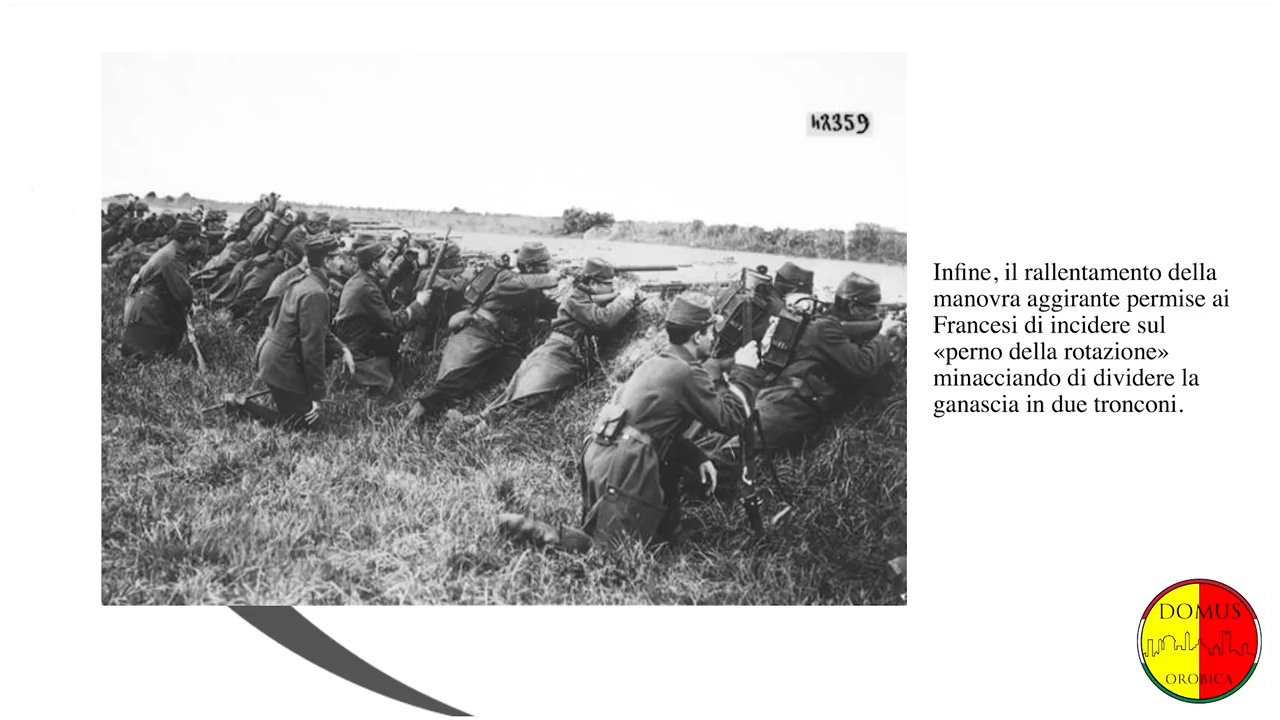 42359
Infine, il rallentamento della
manovra aggirante permise ai
Francesi di incidere sul
«perno della rotazione»
minacciando di dividere la
ganascia in due tronconi.
DOMUS
OROBICA